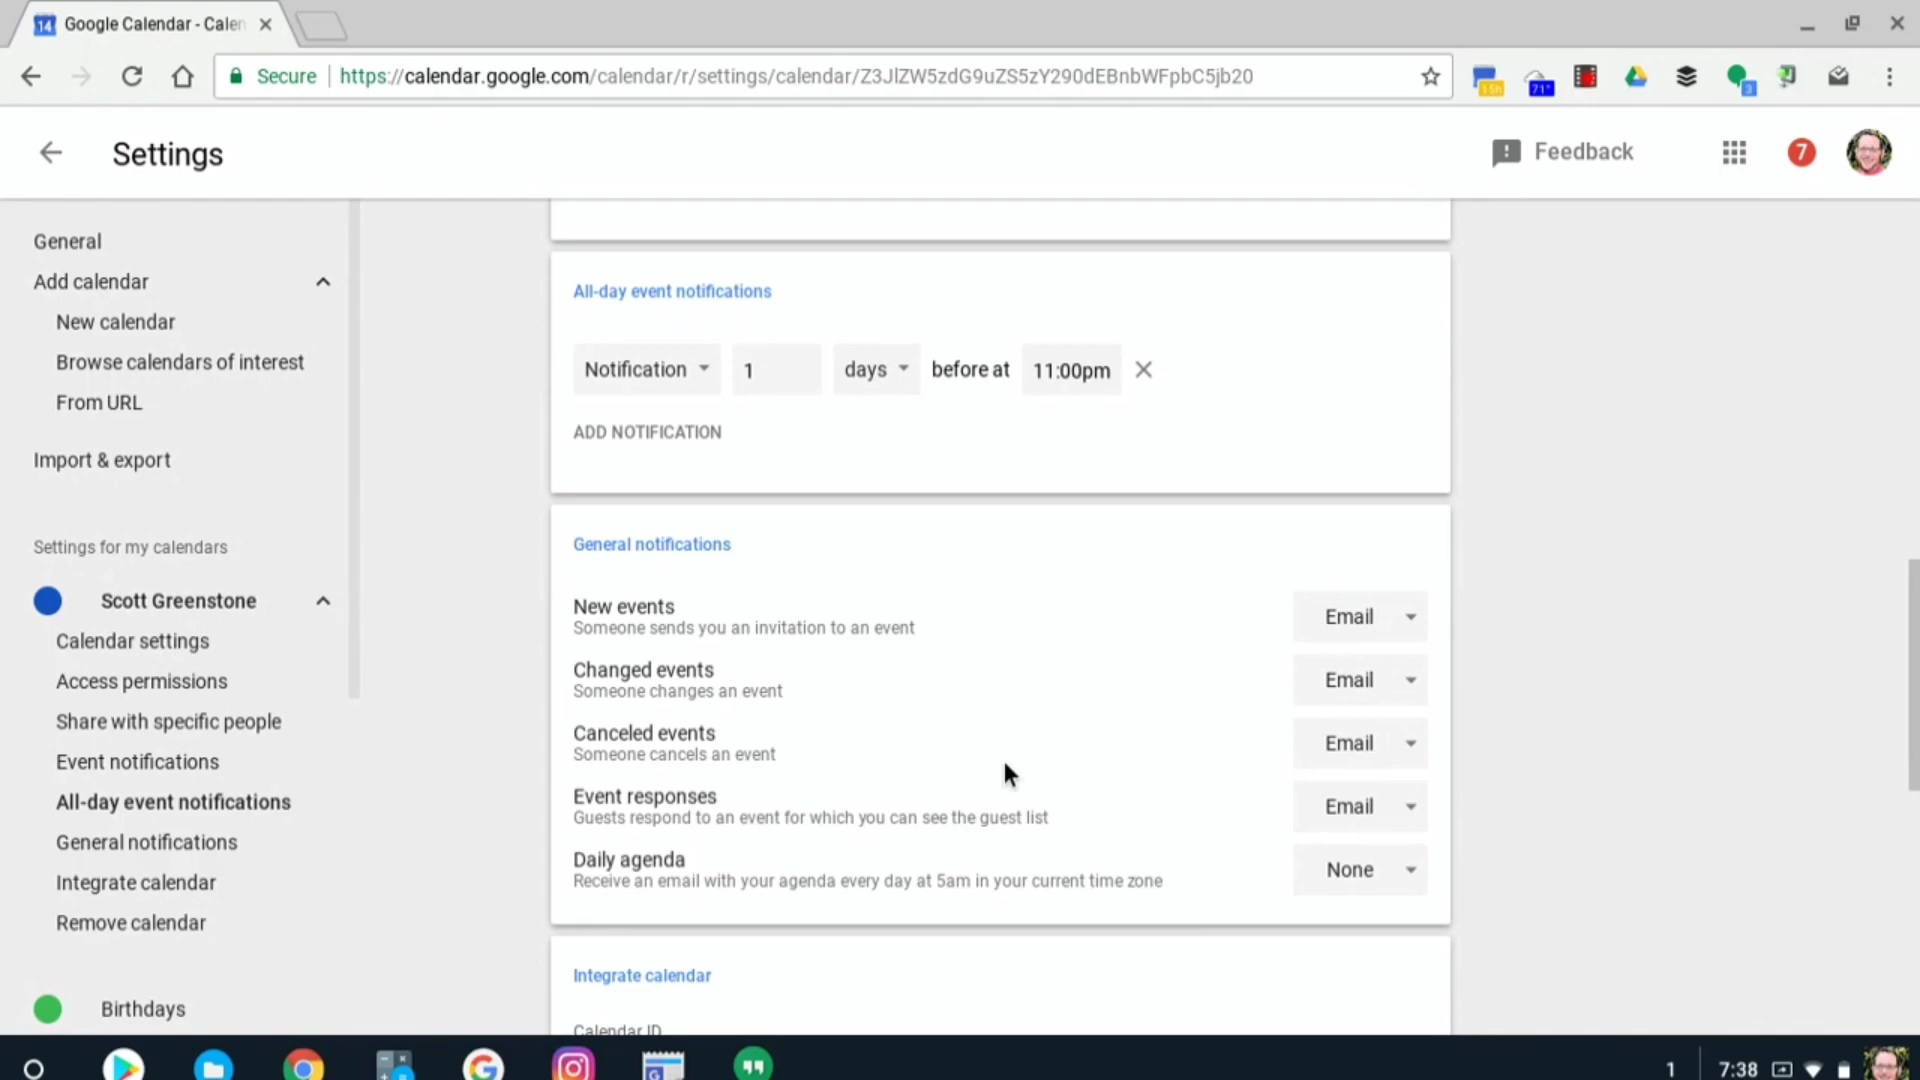 14 Google Calendar - Calen
Secure | https://calendar.google.com/calendar/r/settings/calendar/Z3JlZW5zdG9uZS5zY290dEBnbWFpbC5jb20
15h
71°
3
Settings
Feedback
7
General
Add calendar
New calendar
Browse calendars of interest
From URL
Import & export
Settings for my calendars
Scott Greenstone
Calendar settings
Access permissions
Share with specific people
Event notifications
All-day event notifications
General notifications
Integrate calendar
Remove calendar
Birthdays
All-day event notifications
Notification 1 days before at 11:00pm
ADD NOTIFICATION
General notifications
New events
Someone sends you an invitation to an event
Email
Changed events
Someone changes an event
Email
Canceled events
Someone cancels an event
Email
Event responses
Guests respond to an event for which you can see the guest list
Email
Daily agenda
Receive an email with your agenda every day at 5am in your current time zone
None
Integrate calendar
Calendar ID
1 7:38